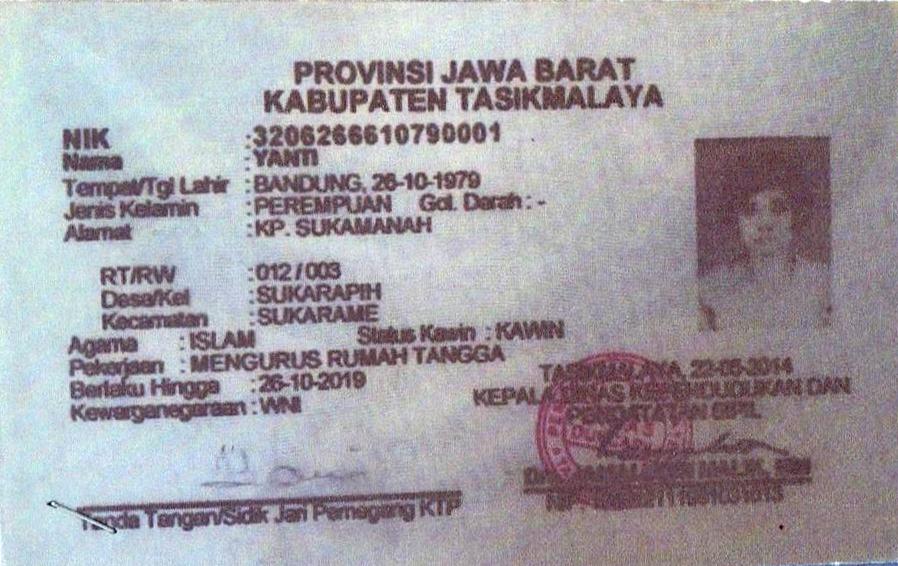 PROVINSI JAWA BARAT
KABUPATEN TASIKMALAYA
NIK :3206266610790001
Nama :YANTI
Tempat/Tgl Lahir :BANDUNG, 26-10-1979
Jenis Kelamin :PEREMPUAN Gol. Darah : -
Alamat :KP. SUKAMANAH
RT/RW :012 / 003
Desa/Kel :SUKARAPIH
Kecamatan :SUKARAME
Agama : ISLAM Status Kawin : KAWIN
Pekerjaan : MENGURUS RUMAH TANGGA
Berlaku Hingga :26-10-2019
Kewarganegaraan : WNI
TASIKMALAYA, 22-05-2014
KEPALA DINAS KEPENDUDUKAN DAN
PENCATATAN SIPIL
MALIK,
NIP.
Tanda Tangan/Sidik Jari Pemegang KTP